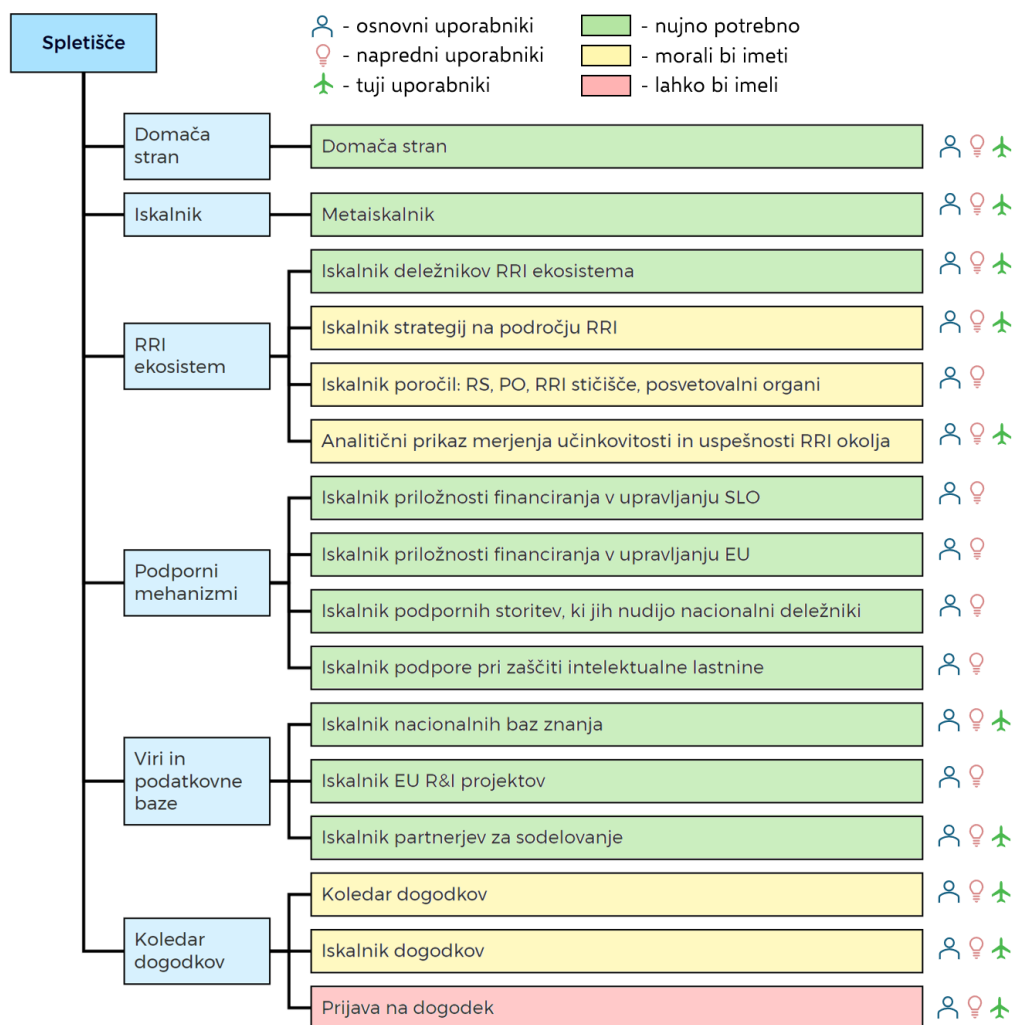 Spletišče
- osnovni uporabniki
- napredni uporabniki
- tuji uporabniki
- nujno potrebno
- morali bi imeti
- lahko bi imeli
Domača
stran
Domača stran
Iskalnik
Metaiskalnik
RRI
ekosistem
Iskalnik deležnikov RRI ekosistema
Iskalnik strategij na področju RRI
Iskalnik poročil: RS, PO, RRI stičišče, posvetovalni organi
Analitični prikaz merjenja učinkovitosti in uspešnosti RRI okolja
Podporni
mehanizmi
Iskalnik priložnosti financiranja v upravljanju SLO
Iskalnik priložnosti financiranja v upravljanju EU
Iskalnik podpornih storitev, ki jih nudijo nacionalni deležniki
Iskalnik podpore pri zaščiti intelektualne lastnine
Viri in
podatkovne
baze
Iskalnik nacionalnih baz znanja
Iskalnik EU R&I projektov
Iskalnik partnerjev za sodelovanje
Koledar
dogodkov
Koledar dogodkov
Iskalnik dogodkov
Prijava na dogodek